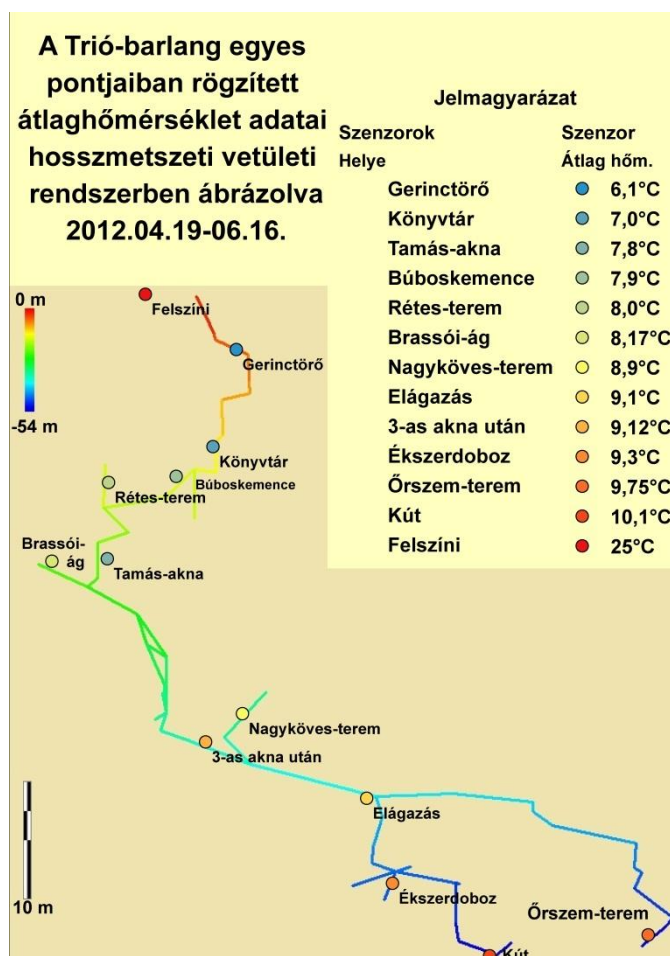 A Trió-barlang egyes
pontjaiban rögzített
átlaghőmérséklet adatai
hosszmetszeti vetületi
rendszerben ábrázolva
2012.04.19-06.16.
Jelmagyarázat
Szenzorok Szenzor
Helye Átlag hőm.
Gerinctörő 6,1°C
Könyvtár 7,0°C
Tamás-akna 7,8°C
Búboskemence 7,9°C
Rétes-terem 8,0°C
Brassói-ág 8,17°C
Nagyköves-terem 8,9°C
Elágazás 9,1°C
3-as akna után 9,12°C
Ékszerdoboz 9,3°C
Őrszem-terem 9,75°C
Kút 10,1°C
Felszíni 25°C
0 m
-54 m
Felszíni
Gerinctörő
Könyvtár
Búboskemence
Rétes-terem
Brassói-
ág
Tamás-akna
Nagyköves-terem
3-as akna után
Elágazás
Ékszerdoboz
Őrszem-terem
Kút
10 m